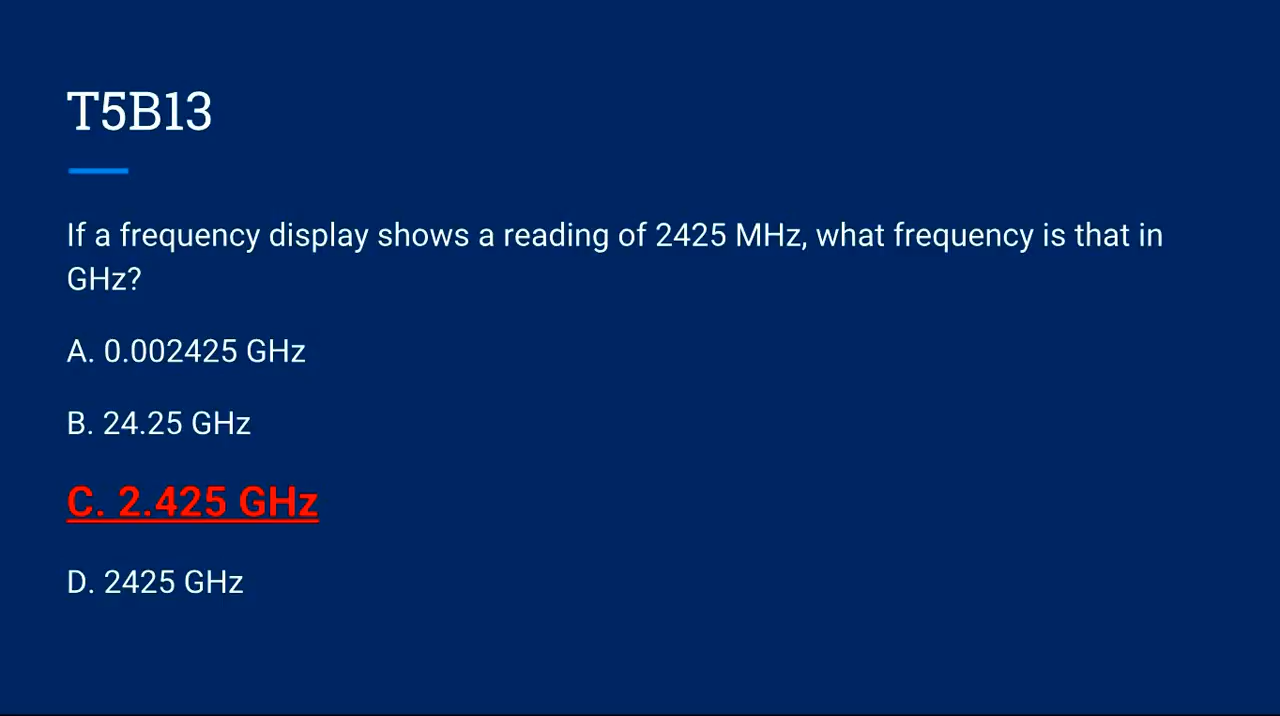 T5B13
If a frequency display shows a reading of 2425 MHz, what frequency is that in
GHz?
A. 0.002425 GHz
B. 24.25 GHz
C. 2.425 GHz
D. 2425 GHz